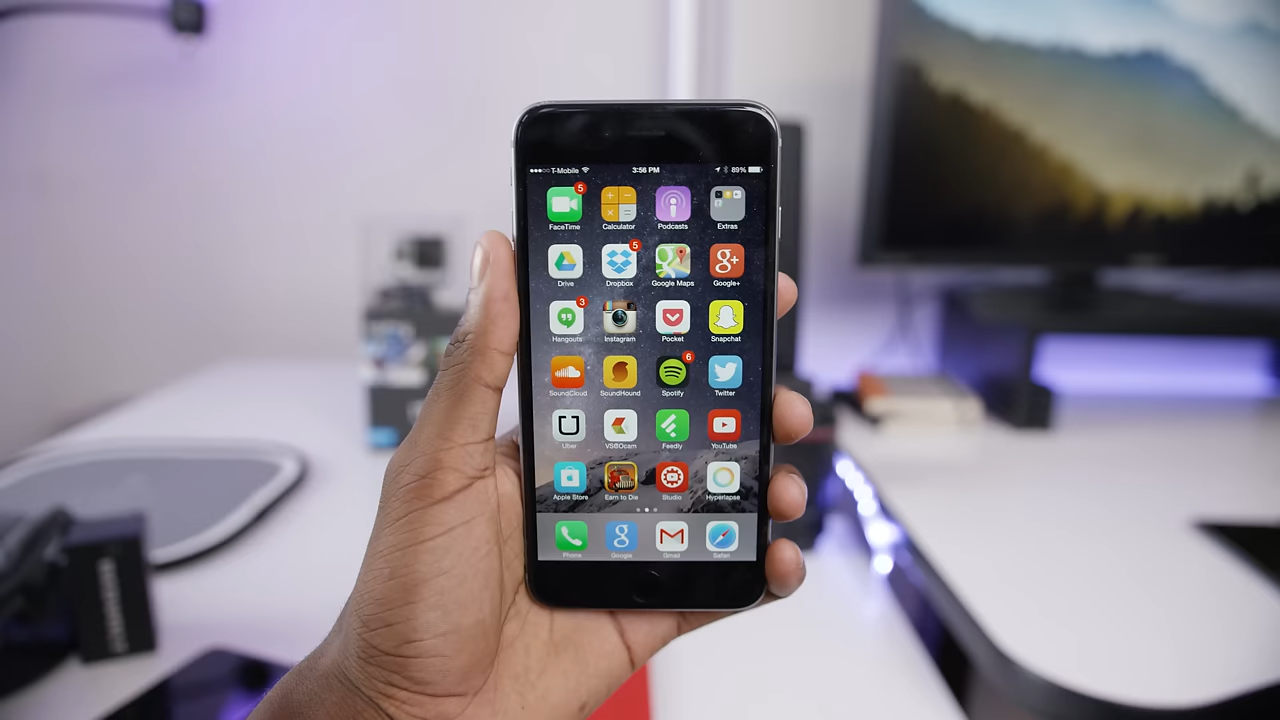 T-Mobile 3:56 PM 89%
5
FaceTime Calculator Podcasts Extras
5 g+
Drive Dropbox Google Maps Google+
3
Hangouts Instagram Pocket Snapchat
6
SoundCloud SoundHound Spotify Twitter
Uber VSCOcam Feedly YouTube
Apple Store Earn to Die Studio Hyperlapse
g
Phone Google Gmail Safari